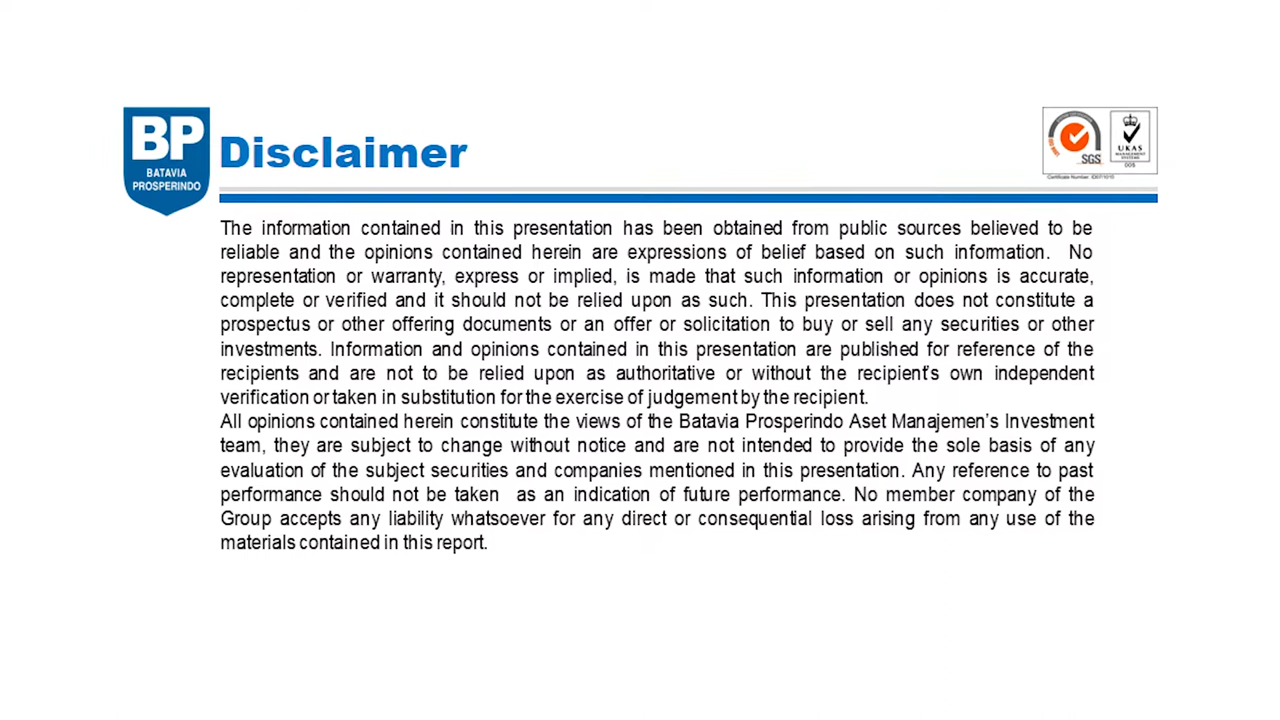 BP
BATAVIA
PROSPERINDO
Disclaimer
SGS
UKAS
MANAGEMENT
SYSTEMS
005
The information contained in this presentation has been obtained from public sources believed to be
reliable and the opinions contained herein are expressions of belief based on such information.  No
representation or warranty, express or implied, is made that such information or opinions is accurate,
complete or verified and it should not be relied upon as such. This presentation does not constitute a
prospectus or other offering documents or an offer or solicitation to buy or sell any securities or other
investments. Information and opinions contained in this presentation are published for reference of the
recipients and are not to be relied upon as authoritative or without the recipient's own independent
verification or taken in substitution for the exercise of judgement by the recipient.
All opinions contained herein constitute the views of the Batavia Prosperindo Aset Manajemen’s Investment
team, they are subject to change without notice and are not intended to provide the sole basis of any
evaluation of the subject securities and companies mentioned in this presentation. Any reference to past
performance should not be taken  as an indication of future performance. No member company of the
Group accepts any liability whatsoever for any direct or consequential loss arising from any use of the
materials contained in this report.